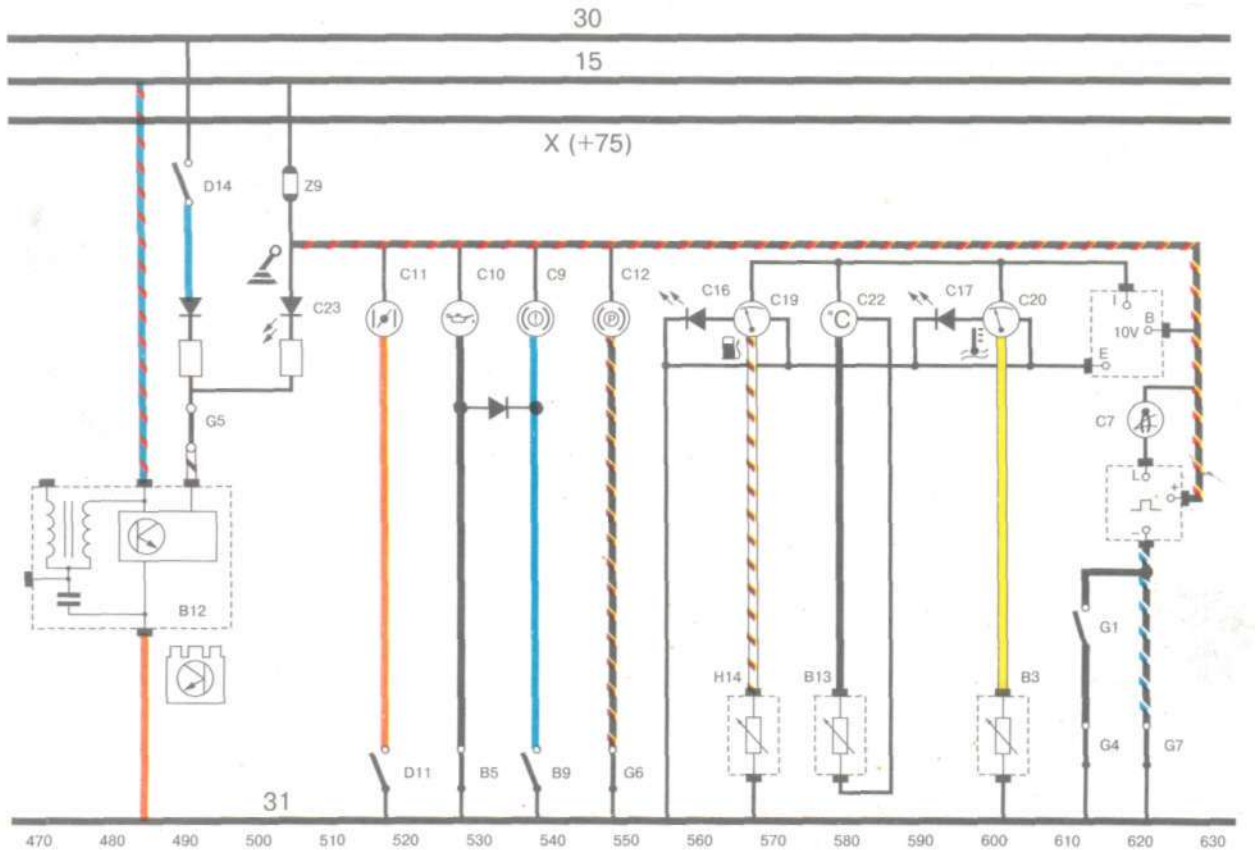 30
15
X (+75)
D14
Z9
C11
C10
C9
C12
C16
C19
C22
C17
C20
I
C23
°C
B
10V
P
E
G5
C7
L
+
–
B12
G1
H14
B13
B3
D11
B5
B9
G6
G4
G7
31
470 480 490 500 510 520 530 540 550 560 570 580 590 600 610 620 630